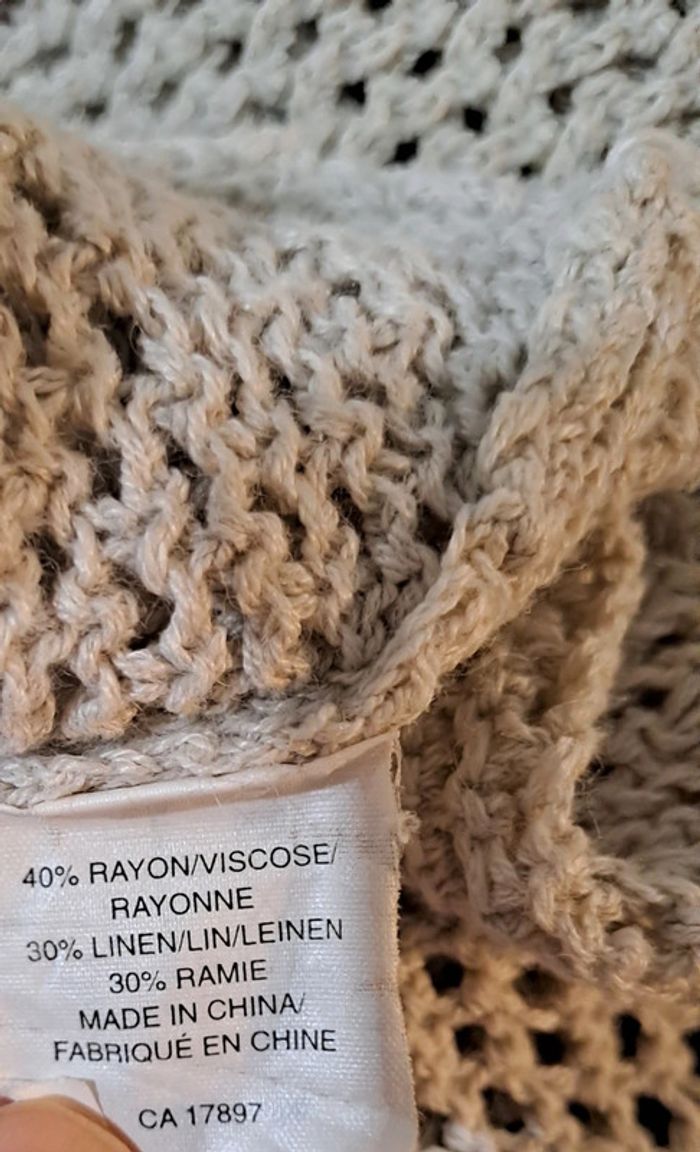 40% RAYON/VISCOSE/
RAYONNE
30% LINEN/LIN/LEINEN
30% RAMIE
MADE IN CHINA/
FABRIQUÉ EN CHINE
CA 17897